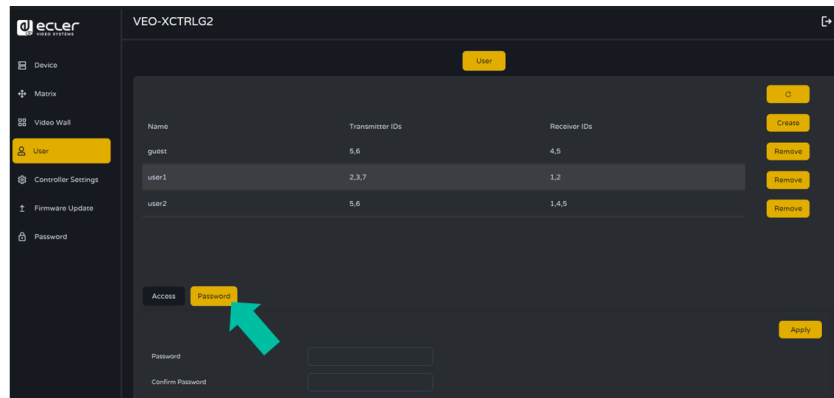 ecler
VIDEO SYSTEMS
VEO-XCTRLG2
Device
Matrix
Video Wall
User
Controller Settings
Firmware Update
Password
User
Name Transmitter IDs Receiver IDs Create
guest 5,6 4,5 Remove
user1 2,3,7 1,2 Remove
user2 5,6 1,4,5 Remove
Access Password
Apply
Password
Confirm Password